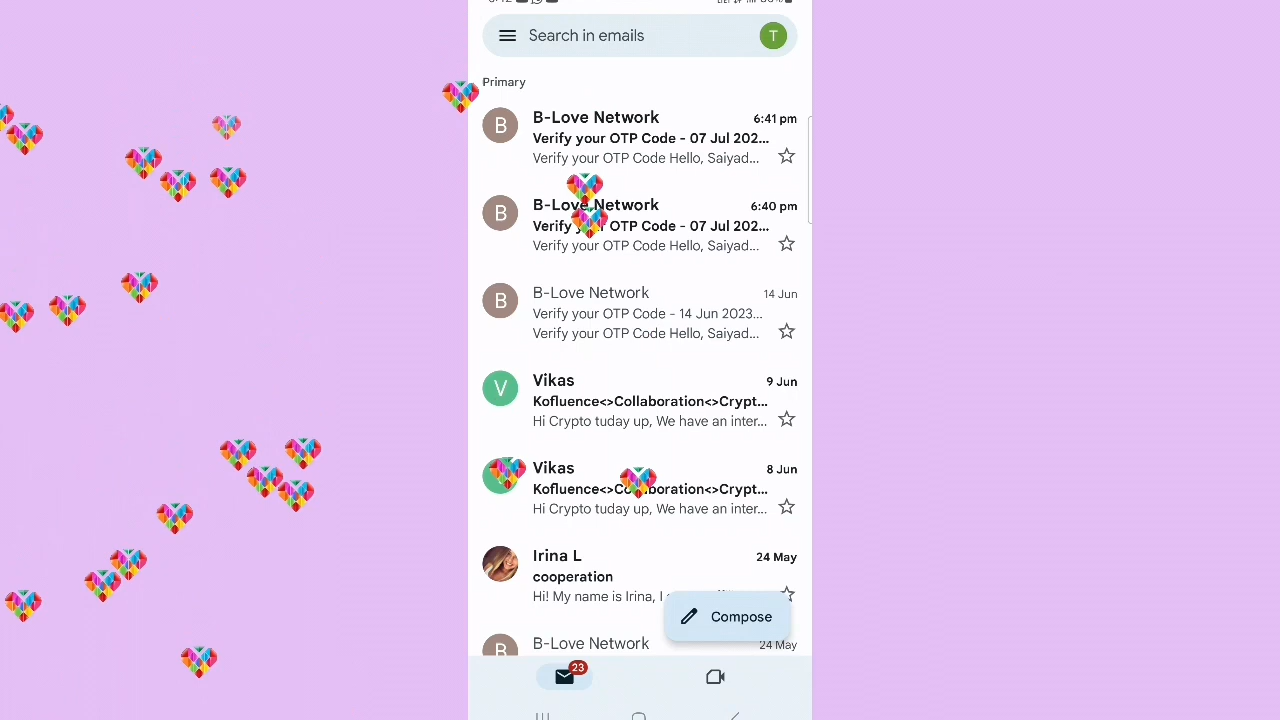 Search in emails
T
Primary
B
B-Love Network
6:41 pm
Verify your OTP Code - 07 Jul 202...
Verify your OTP Code Hello, Saiyad...
B
B-Love Network
6:40 pm
Verify your OTP Code - 07 Jul 202...
Verify your OTP Code Hello, Saiyad...
B
B-Love Network
14 Jun
Verify your OTP Code - 14 Jun 2023...
Verify your OTP Code Hello, Saiyad...
V
Vikas
9 Jun
Kofluence<>Collaboration<>Crypt...
Hi Crypto tuday up, We have an inter...
Vikas
8 Jun
Kofluence<>Collaboration<>Crypt...
Hi Crypto tuday up, We have an inter...
Irina L
24 May
cooperation
Hi! My name is Irina, I
Compose
B
B-Love Network
24 May
23